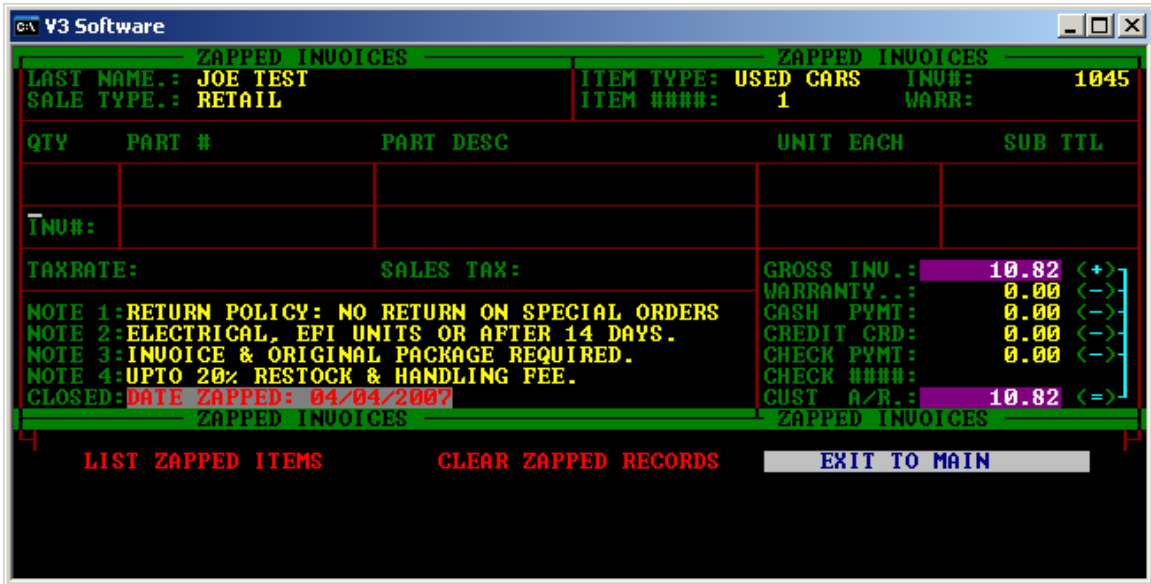 V3 Software
ZAPPED INVOICES ZAPPED INVOICES
LAST NAME.: JOE TEST ITEM TYPE: USED CARS INV#: 1045
SALE TYPE.: RETAIL ITEM ####: 1 WARR:
QTY PART # PART DESC UNIT EACH SUB TTL
INV#:
TAXRATE: SALES TAX: GROSS INV.: 10.82 (+)
WARRANTY..: 0.00 (-)
NOTE 1:RETURN POLICY: NO RETURN ON SPECIAL ORDERS CASH PYMT: 0.00 (-)
NOTE 2:ELECTRICAL, EFI UNITS OR AFTER 14 DAYS. CREDIT CRD: 0.00 (-)
NOTE 3:INVOICE & ORIGINAL PACKAGE REQUIRED. CHECK PYMT: 0.00 (-)
NOTE 4:UPTO 20% RESTOCK & HANDLING FEE. CHECK ####:
CLOSED:DATE ZAPPED: 04/04/2007 CUST A/R.: 10.82 (=)
ZAPPED INVOICES ZAPPED INVOICES
LIST ZAPPED ITEMS CLEAR ZAPPED RECORDS EXIT TO MAIN